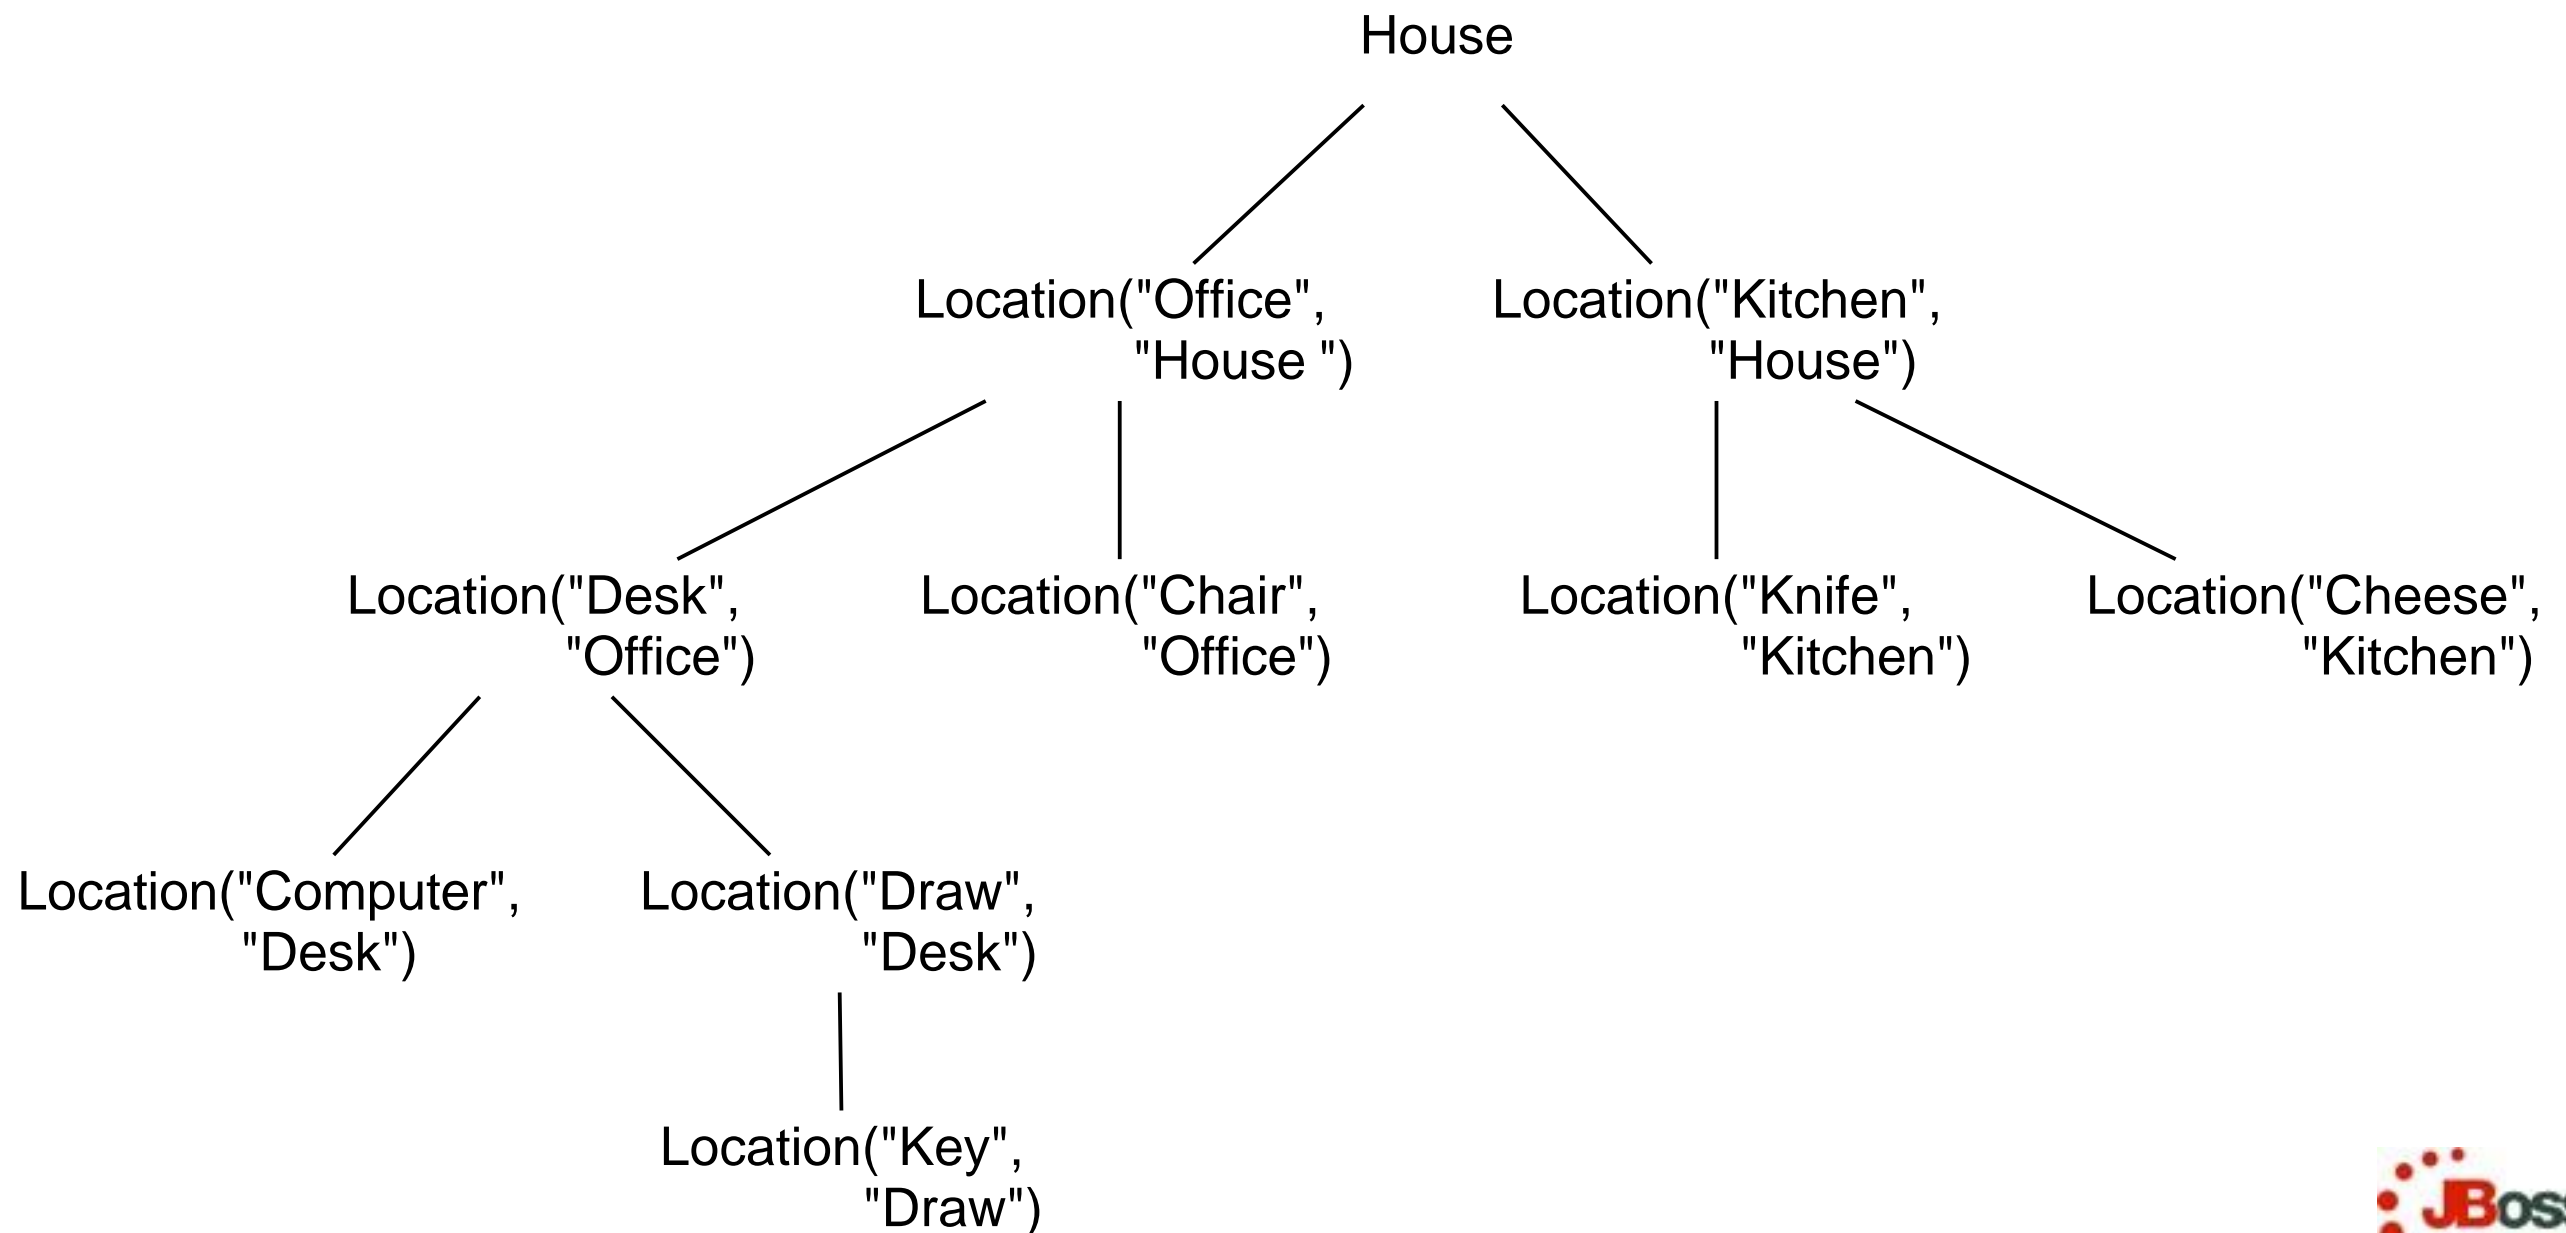 House
Location("Office",
"House ")
Location("Kitchen",
"House")
Location("Desk",
"Office")
Location("Chair",
"Office")
Location("Knife",
"Kitchen")
Location("Cheese",
"Kitchen")
Location("Computer",
"Desk")
Location("Draw",
"Desk")
Location("Key",
"Draw")
JBoss